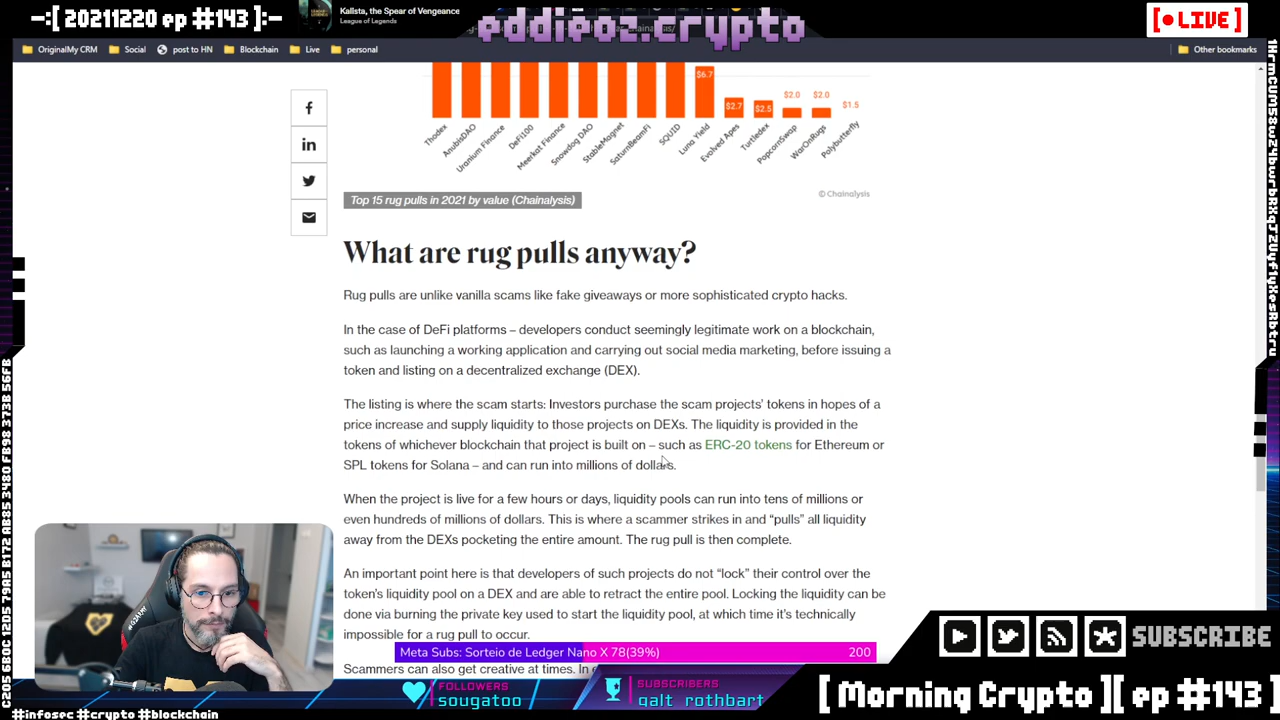 -:[ 20211220 ep #143 ]:-
Kalista, the Spear of Vengeance
League of Legends
eddieoz.crypto
[● LIVE]
OriginalMy CRM
Social
post to HN
Blockchain
Live
personal
Other bookmarks
$6.7
$2.7
$2.5
$2.0
$2.0
$1.5
Thodex
AnubisDAO
Uranium Finance
DeFi100
Meerkat Finance
Snowdog DAO
StableMagnet
SaturnBeamFi
SQUID
Luna Yield
Evolved Apes
Turtledex
PopcornSwap
WarOnRugs
Polybutterfly
© Chainalysis
Top 15 rug pulls in 2021 by value (Chainalysis)
What are rug pulls anyway?
Rug pulls are unlike vanilla scams like fake giveaways or more sophisticated crypto hacks.
In the case of DeFi platforms – developers conduct seemingly legitimate work on a blockchain,
such as launching a working application and carrying out social media marketing, before issuing a
token and listing on a decentralized exchange (DEX).
The listing is where the scam starts: Investors purchase the scam projects’ tokens in hopes of a
price increase and supply liquidity to those projects on DEXs. The liquidity is provided in the
tokens of whichever blockchain that project is built on – such as ERC-20 tokens for Ethereum or
SPL tokens for Solana – and can run into millions of dollars.
When the project is live for a few hours or days, liquidity pools can run into tens of millions or
even hundreds of millions of dollars. This is where a scammer strikes in and “pulls” all liquidity
away from the DEXs pocketing the entire amount. The rug pull is then complete.
An important point here is that developers of such projects do not “lock” their control over the
token’s liquidity pool on a DEX and are able to retract the entire pool. Locking the liquidity can be
done via burning the private key used to start the liquidity pool, at which time it’s technically
impossible for a rug pull to occur.
Scammers can also get creative at times. In
Meta Subs: Sorteio de Ledger Nano X 78(39%)
200
FOLLOWERS
sougatoo
SUBSCRIBERS
galt_rothbart
SUBSCRIBE
[ Morning Crypto ][ ep #143 ]
#infosec #crypto #blockchain